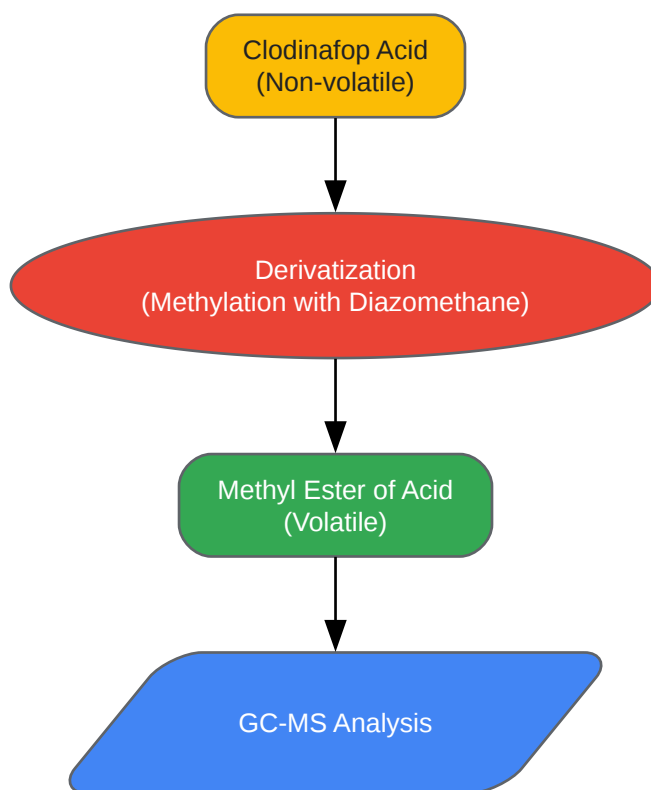 Clodinafop Acid
(Non-volatile)
Derivatization
(Methylation with Diazomethane)
Methyl Ester of Acid
(Volatile)
GC-MS Analysis